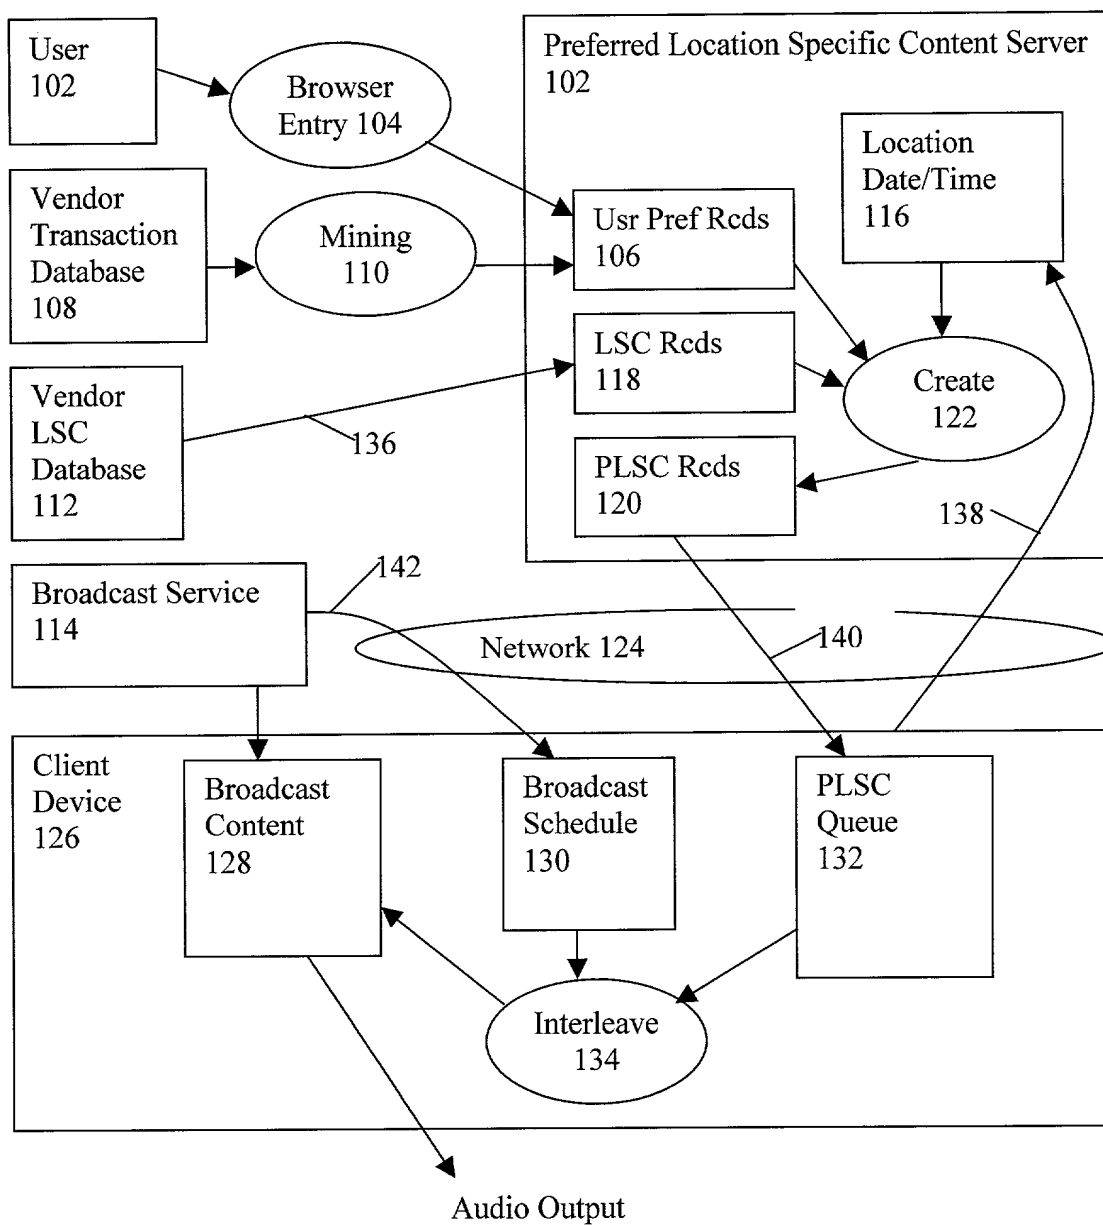 User
102
Browser
Entry 104
Preferred Location Specific Content Server
102
Location
Date/Time
116
Vendor
Transaction
Database
108
Mining
110
Usr Pref Rcds
106
LSC Rcds
118
Create
122
Vendor
LSC
Database
112
136
PLSC Rcds
120
138
Broadcast Service
114
142
Network 124
140
Client
Device
126
Broadcast
Content
128
Broadcast
Schedule
130
PLSC
Queue
132
Interleave
134
Audio Output